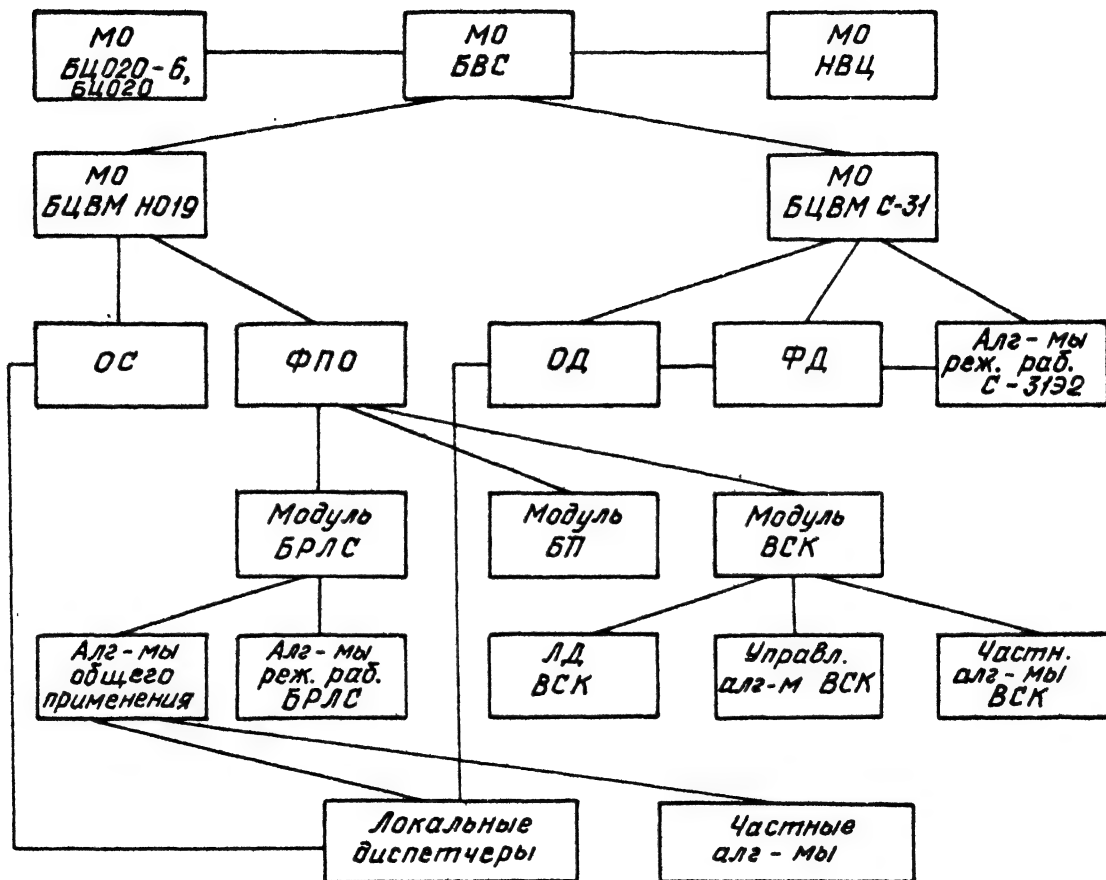 МО
БЦ020-6,
БЦ020
МО
БВС
МО
НВЦ
МО
БЦВМ Н019
МО
БЦВМ С-31
ОС
ФПО
ОД
ФД
Алг-мы
реж. раб.
С-31Э2
Модуль
БРЛС
Модуль
БП
Модуль
ВСК
Алг-мы
общего
применения
Алг-мы
реж. раб.
БРЛС
ЛД
ВСК
Управл.
алг-м ВСК
Частн.
алг-мы
ВСК
Локальные
диспетчеры
Частные
алг-мы